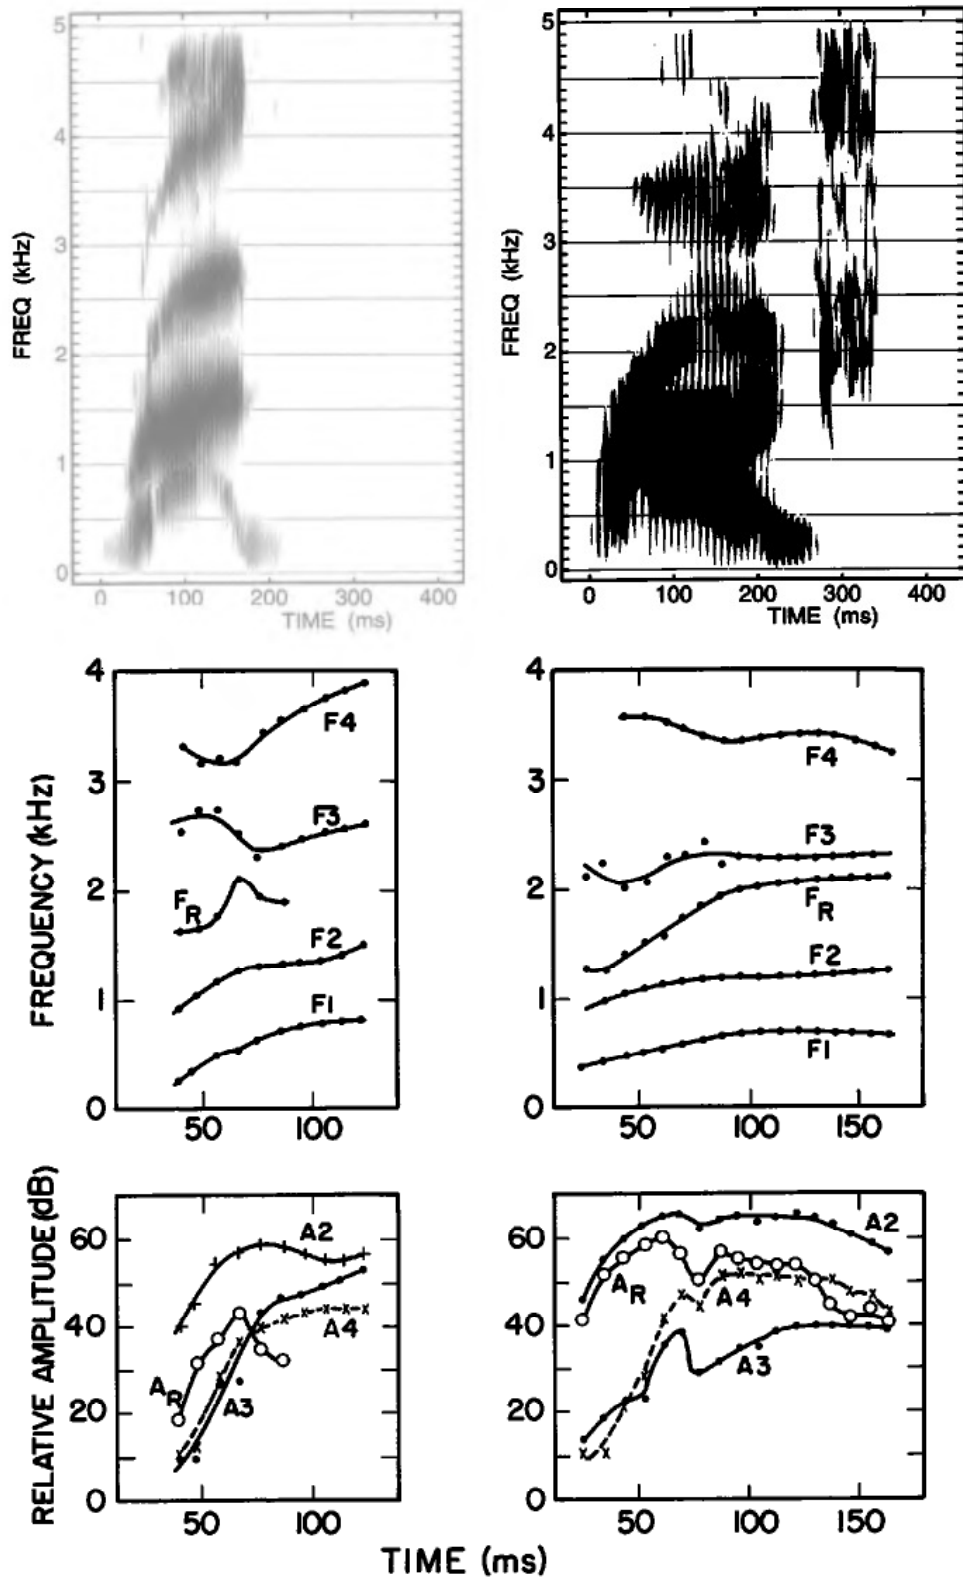 5
4
3
2
1
0
FREQ (kHz)
0 100 200 300 400
TIME (ms)
5
4
3
2
1
0
FREQ (kHz)
0 100 200 300 400
TIME (ms)
FREQUENCY (kHz)
4
3
2
1
0
F4
F3
FR
F2
F1
50 100
4
3
2
1
0
F4
F3
FR
F2
F1
50 100 150
RELATIVE AMPLITUDE (dB)
60
40
20
0
A2
AR
A4
A3
50 100
60
40
20
0
A2
AR
A4
A3
50 100 150
TIME (ms)